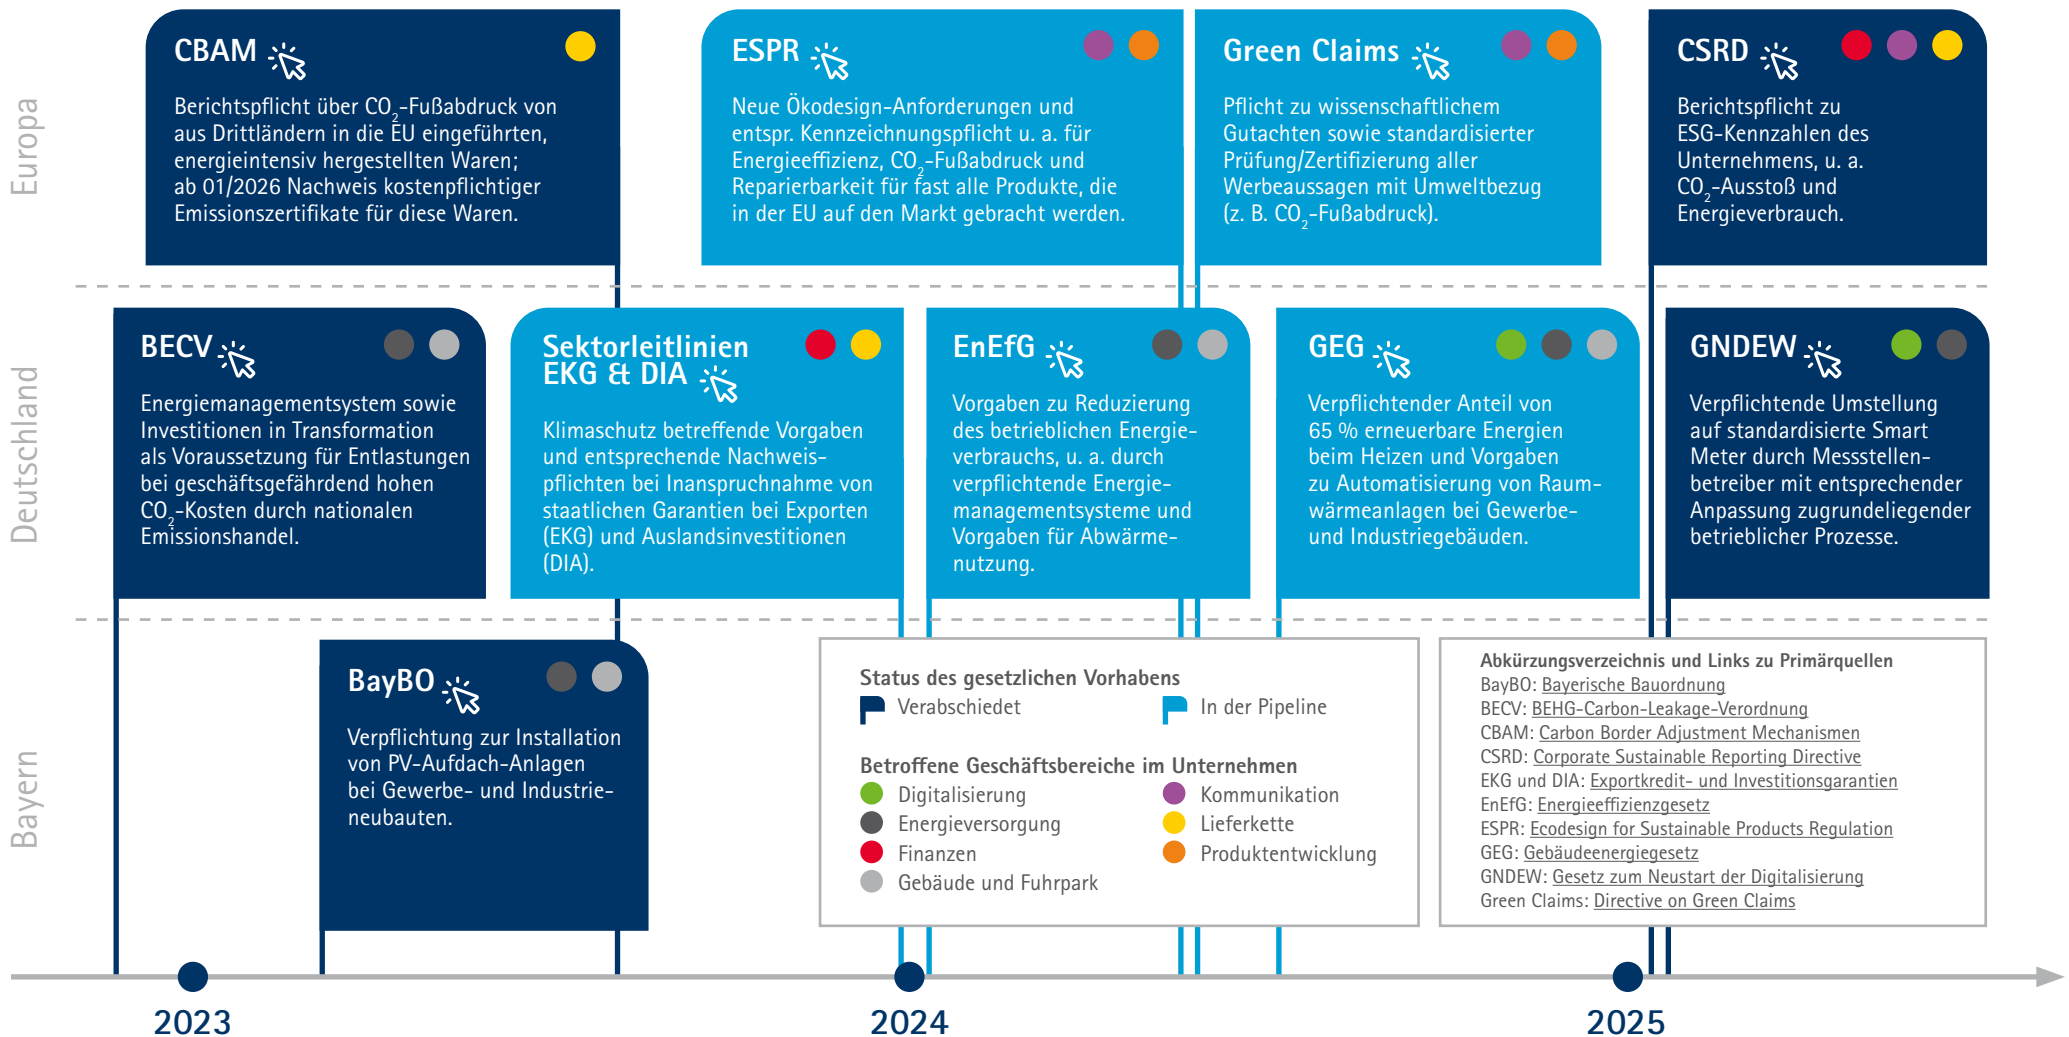 Europa
CBAM
Berichtspflicht über CO₂-Fußabdruck von
aus Drittländern in die EU eingeführten,
energieintensiv hergestellten Waren;
ab 01/2026 Nachweis kostenpflichtiger
Emissionszertifikate für diese Waren.
ESPR
Neue Ökodesign-Anforderungen und
entspr. Kennzeichnungspflicht u. a. für
Energieeffizienz, CO₂-Fußabdruck und
Reparierbarkeit für fast alle Produkte, die
in der EU auf den Markt gebracht werden.
Green Claims
Pflicht zu wissenschaftlichem
Gutachten sowie standardisierter
Prüfung/Zertifizierung aller
Werbeaussagen mit Umweltbezug
(z. B. CO₂-Fußabdruck).
CSRD
Berichtspflicht zu
ESG-Kennzahlen des
Unternehmens, u. a.
CO₂-Ausstoß und
Energieverbrauch.
Deutschland
BECV
Energiemanagementsystem sowie
Investitionen in Transformation
als Voraussetzung für Entlastungen
bei geschäftsgefährdend hohen
CO₂-Kosten durch nationalen
Emissionshandel.
Sektorleitlinien
EKG & DIA
Klimaschutz betreffende Vorgaben
und entsprechende Nachweis-
pflichten bei Inanspruchnahme von
staatlichen Garantien bei Exporten
(EKG) und Auslandsinvestitionen
(DIA).
EnEfG
Vorgaben zu Reduzierung
des betrieblichen Energie-
verbrauchs, u. a. durch
verpflichtende Energie-
managementsysteme und
Vorgaben für Abwärme-
nutzung.
GEG
Verpflichtender Anteil von
65 % erneuerbare Energien
beim Heizen und Vorgaben
zu Automatisierung von Raum-
wärmeanlagen bei Gewerbe-
und Industriegebäuden.
GNDEW
Verpflichtende Umstellung
auf standardisierte Smart
Meter durch Messstellen-
betreiber mit entsprechender
Anpassung zugrundeliegender
betrieblicher Prozesse.
Bayern
BayBO
Verpflichtung zur Installation
von PV-Aufdach-Anlagen
bei Gewerbe- und Industrie-
neubauten.
Status des gesetzlichen Vorhabens
Verabschiedet
In der Pipeline
Betroffene Geschäftsbereiche im Unternehmen
Digitalisierung
Energieversorgung
Finanzen
Gebäude und Fuhrpark
Kommunikation
Lieferkette
Produktentwicklung
Abkürzungsverzeichnis und Links zu Primärquellen
BayBO: Bayerische Bauordnung
BECV: BEHG-Carbon-Leakage-Verordnung
CBAM: Carbon Border Adjustment Mechanismen
CSRD: Corporate Sustainable Reporting Directive
EKG und DIA: Exportkredit- und Investitionsgarantien
EnEfG: Energieeffizienzgesetz
ESPR: Ecodesign for Sustainable Products Regulation
GEG: Gebäudeenergiegesetz
GNDEW: Gesetz zum Neustart der Digitalisierung
Green Claims: Directive on Green Claims
2023
2024
2025